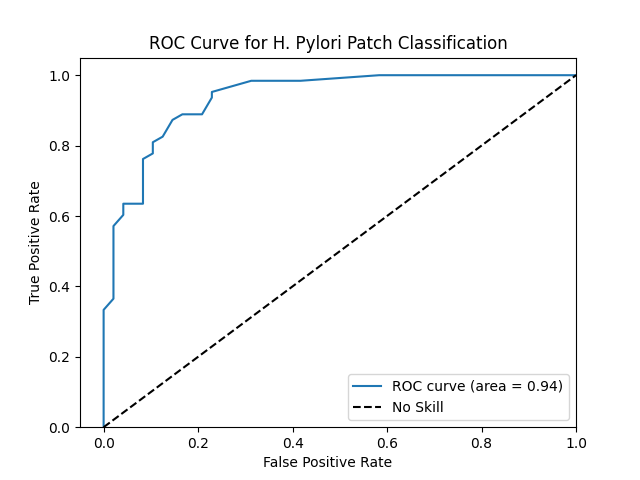 ROC Curve for H. Pylori Patch Classification
1.0
0.8
0.6
0.4
0.2
0.0
True Positive Rate
0.0 0.2 0.4 0.6 0.8 1.0
False Positive Rate
ROC curve (area = 0.94)
No Skill